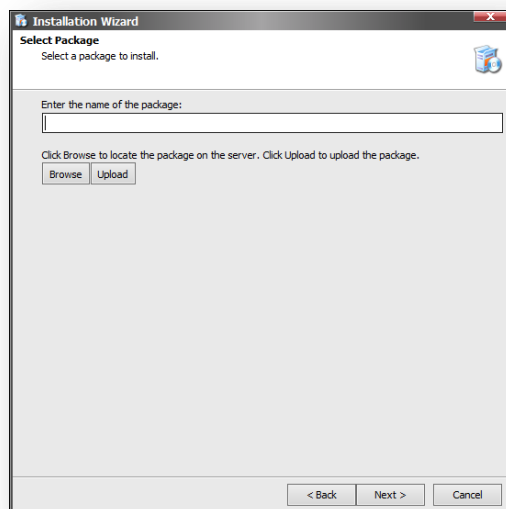 Installation Wizard
Select Package
Select a package to install.
Enter the name of the package:
Click Browse to locate the package on the server. Click Upload to upload the package.
Browse Upload
< Back Next > Cancel